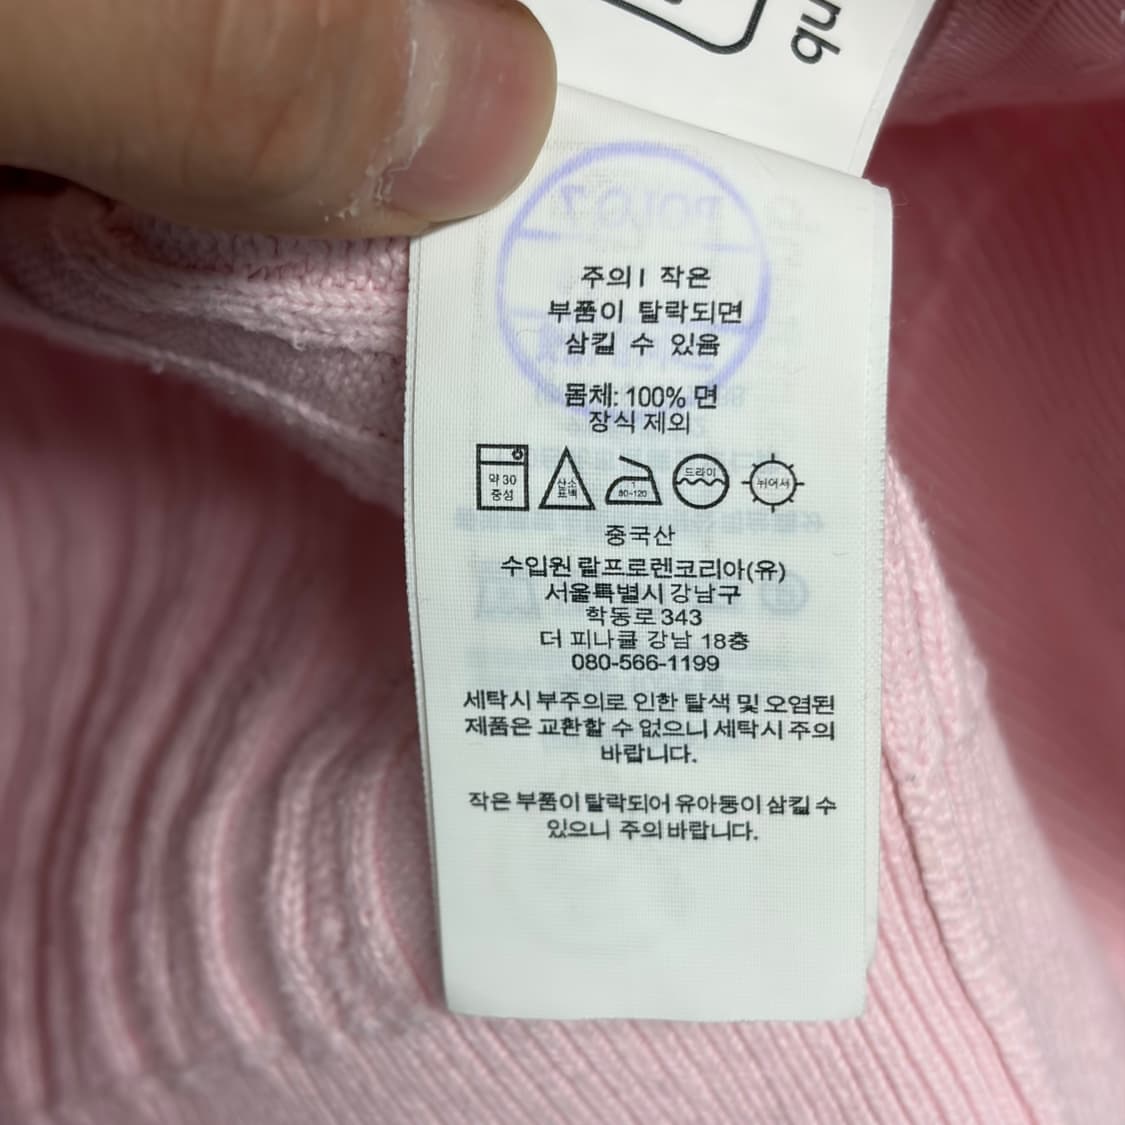 qu
주의! 작은
부품이 탈락되면
삼킬 수 있음
몸체: 100% 면
장식 제외
약 30
중성
산소
표백
1
80~120
드라이
뉘어서
중국산
수입원 랄프로렌코리아(유)
서울특별시 강남구
학동로 343
더 피나클 강남 18층
080-566-1199
세탁시 부주의로 인한 탈색 및 오염된
제품은 교환할 수 없으니 세탁시 주의
바랍니다.
작은 부품이 탈락되어 유아둥이 삼킬 수
있으니 주의 바랍니다.